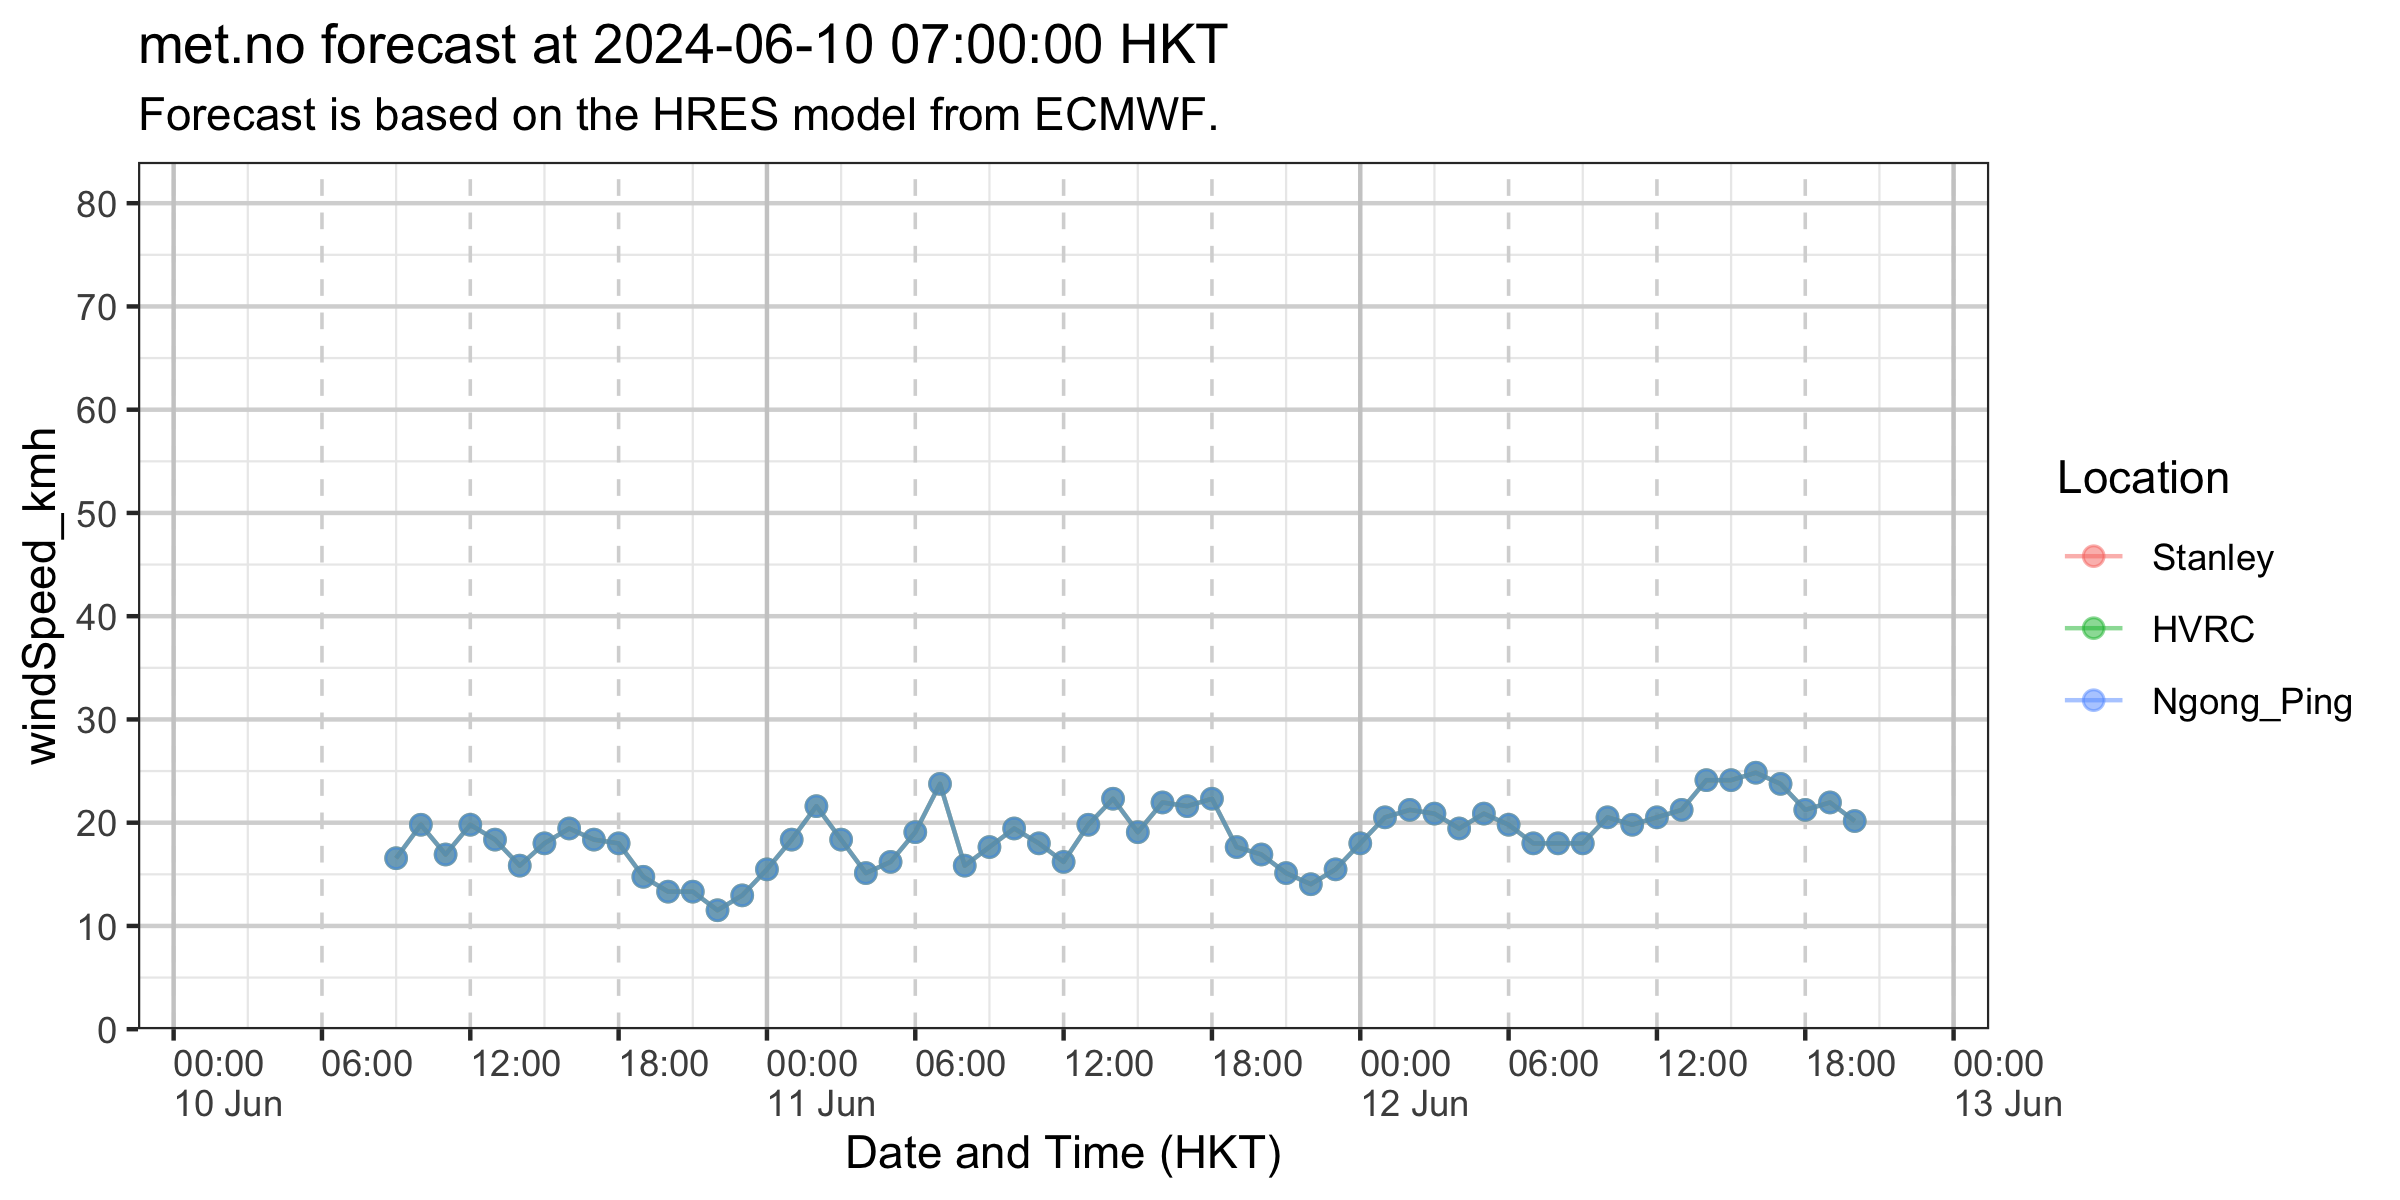 met.no forecast at 2024-06-10 07:00:00 HKT
Forecast is based on the HRES model from ECMWF.
windSpeed_kmh
80
70
60
50
40
30
20
10
0
00:00 06:00 12:00 18:00 00:00 06:00 12:00 18:00 00:00 06:00 12:00 18:00 00:00
10 Jun 11 Jun 12 Jun 13 Jun
Date and Time (HKT)
Location
Stanley
HVRC
Ngong_Ping